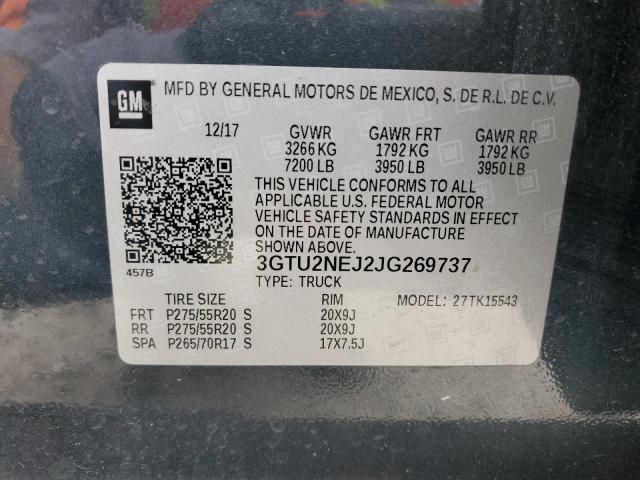 GM
MFD BY GENERAL MOTORS DE MEXICO, S. DE R.L. DE C.V.
12/17 GVWR GAWR FRT GAWR RR
3266 KG 1792 KG 1792 KG
7200 LB 3950 LB 3950 LB
THIS VEHICLE CONFORMS TO ALL
APPLICABLE U.S. FEDERAL MOTOR
VEHICLE SAFETY STANDARDS IN EFFECT
ON THE DATE OF MANUFACTURE
SHOWN ABOVE.
457B 3GTU2NEJ2JG269737
TYPE: TRUCK
TIRE SIZE RIM MODEL: 27TK15543
FRT P275/55R20 S 20X9J
RR P275/55R20 S 20X9J
SPA P265/70R17 S 17X7.5J